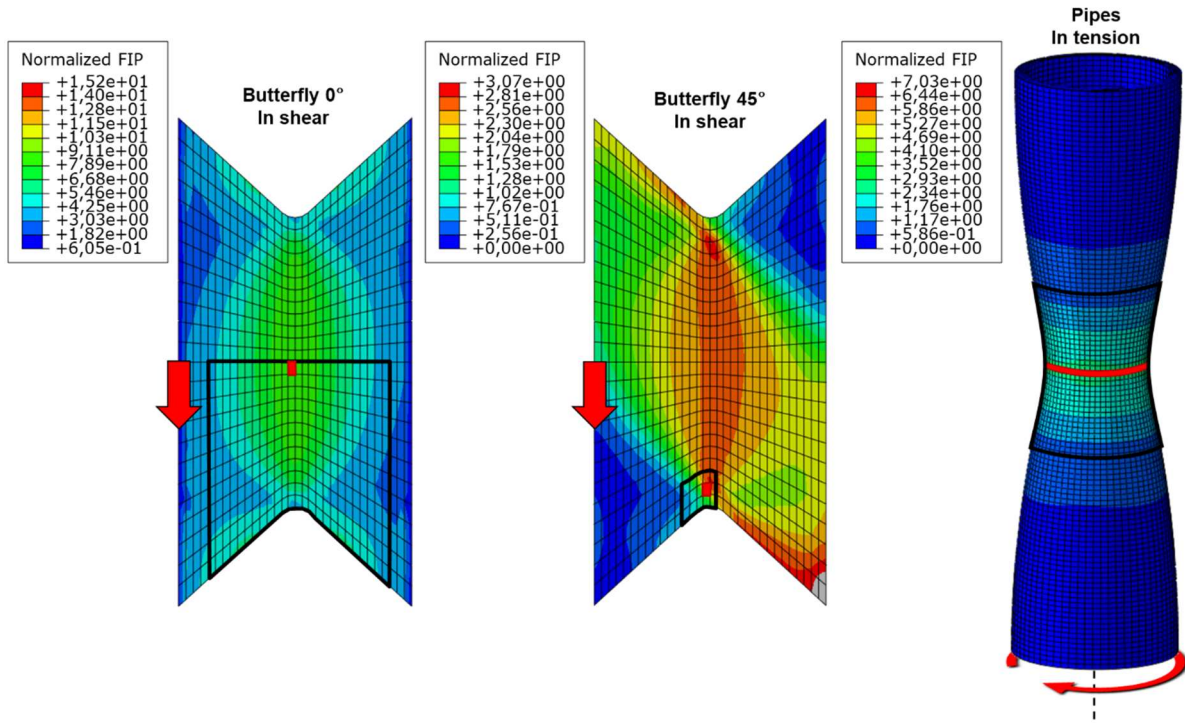 Normalized FIP
+1,52e+01
+1,40e+01
+1,28e+01
+1,15e+01
+1,03e+01
+9,11e+00
+7,89e+00
+6,68e+00
+5,46e+00
+4,25e+00
+3,03e+00
+1,82e+00
+6,05e-01
Butterfly 0°
In shear
Normalized FIP
+3,07e+00
+2,81e+00
+2,56e+00
+2,30e+00
+2,04e+00
+1,79e+00
+1,53e+00
+1,28e+00
+1,02e+00
+7,67e-01
+5,11e-01
+2,56e-01
+0,00e+00
Butterfly 45°
In shear
Normalized FIP
+7,03e+00
+6,44e+00
+5,86e+00
+5,27e+00
+4,69e+00
+4,10e+00
+3,52e+00
+2,93e+00
+2,34e+00
+1,76e+00
+1,17e+00
+5,86e-01
+0,00e+00
Pipes
In tension